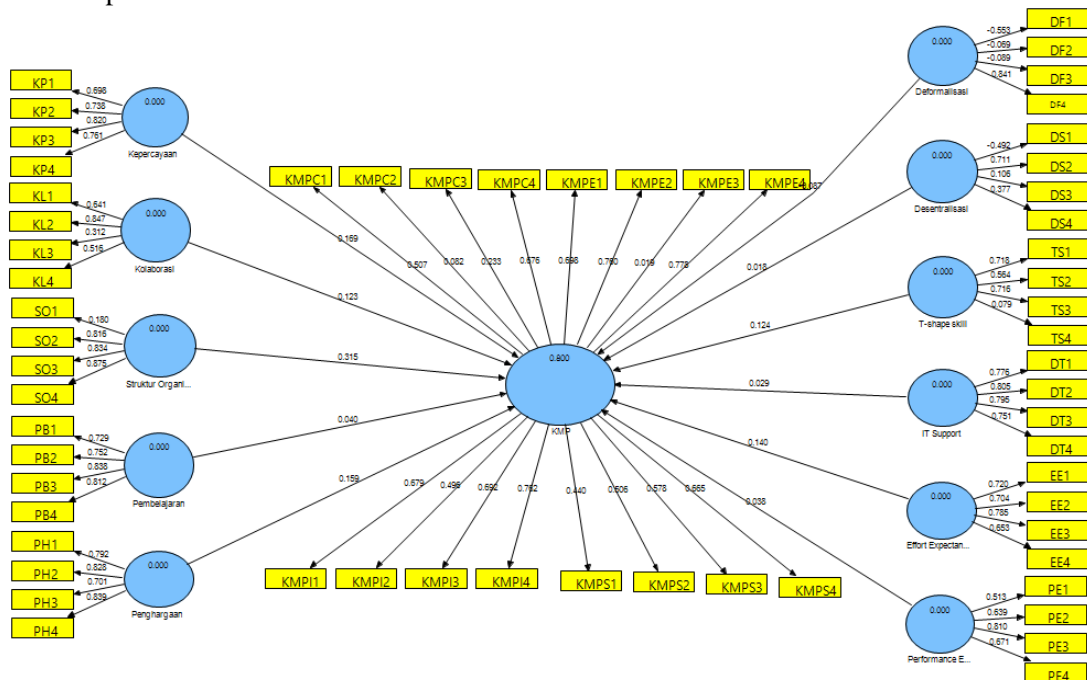 KP1
KP2
KP3
KP4
0.698
0.738
0.820
0.761
0.000
Kepercayaan
KL1
KL2
KL3
KL4
0.641
0.847
0.312
0.516
0.000
Kolaborasi
SO1
SO2
SO3
SO4
0.180
0.816
0.834
0.875
0.000
Struktur Organi...
PB1
PB2
PB3
PB4
0.729
0.752
0.838
0.812
0.000
Pembelajaran
PH1
PH2
PH3
PH4
0.792
0.828
0.701
0.839
0.000
Penghargaan
KMPC1
KMPC2
KMPC3
KMPC4
KMPE1
KMPE2
KMPE3
KMPE4
0.507
0.082
0.233
0.676
0.698
0.760
0.019
0.778
0.169
0.123
0.315
0.040
0.159
0.800
KMP
0.018
0.124
0.029
0.140
0.038
0.679
0.496
0.692
0.762
0.440
0.606
0.578
0.665
KMPI1
KMPI2
KMPI3
KMPI4
KMPS1
KMPS2
KMPS3
KMPS4
0.000
Deformalisasi
-0.553
-0.069
-0.089
0.841
DF1
DF2
DF3
DF4
0.000
Desentralisasi
-0.492
0.711
0.106
0.377
DS1
DS2
DS3
DS4
0.000
T-shape skill
0.718
0.564
0.716
0.079
TS1
TS2
TS3
TS4
0.000
IT Support
0.776
0.805
0.795
0.751
DT1
DT2
DT3
DT4
0.000
Effort Expectan...
0.720
0.704
0.785
0.653
EE1
EE2
EE3
EE4
0.000
Performance E...
0.513
0.639
0.810
0.671
PE1
PE2
PE3
PE4